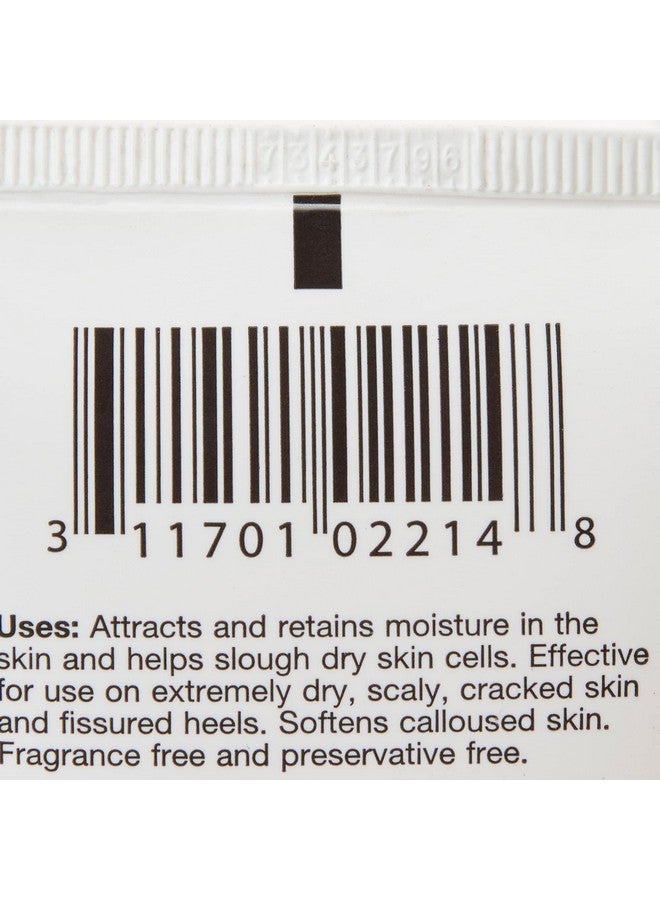 7343796
3 11701 02214 8
Uses: Attracts and retains moisture in the
skin and helps slough dry skin cells. Effective
for use on extremely dry, scaly, cracked skin
and fissured heels. Softens calloused skin.
Fragrance free and preservative free.